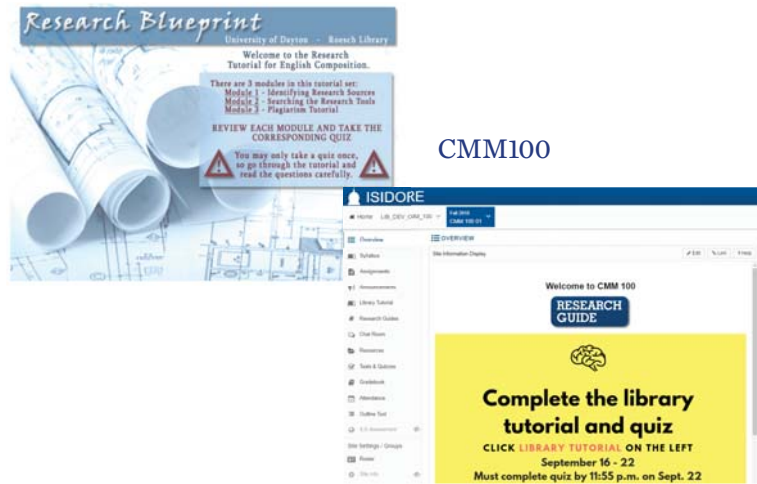 Research Blueprint
University of Dayton - Roesch Library
Welcome to the Research
Tutorial for English Composition.
There are 3 modules in this tutorial set:
Module 1 - Identifying Research Sources
Module 2 - Searching the Research Tools
Module 3 - Plagiarism Tutorial
REVIEW EACH MODULE AND TAKE THE
CORRESPONDING QUIZ
You may only take a quiz once,
so go through the tutorial and
read the questions carefully.
CMM100
ISIDORE
Home
Fall 2018
CMM 100 01
Overview
Syllabus
Assignments
Announcements
Library Tutorial
Research Guides
Chat Room
Resources
Tests & Quizzes
Gradebook
Attendance
Outline Tool
Site Settings / Groups
Roster
Site Info
OVERVIEW
Site Information Display
Edit
Link
Help
Welcome to CMM 100
RESEARCH
GUIDE
Complete the library
tutorial and quiz
CLICK LIBRARY TUTORIAL ON THE LEFT
September 16 - 22
Must complete quiz by 11:55 p.m. on Sept. 22